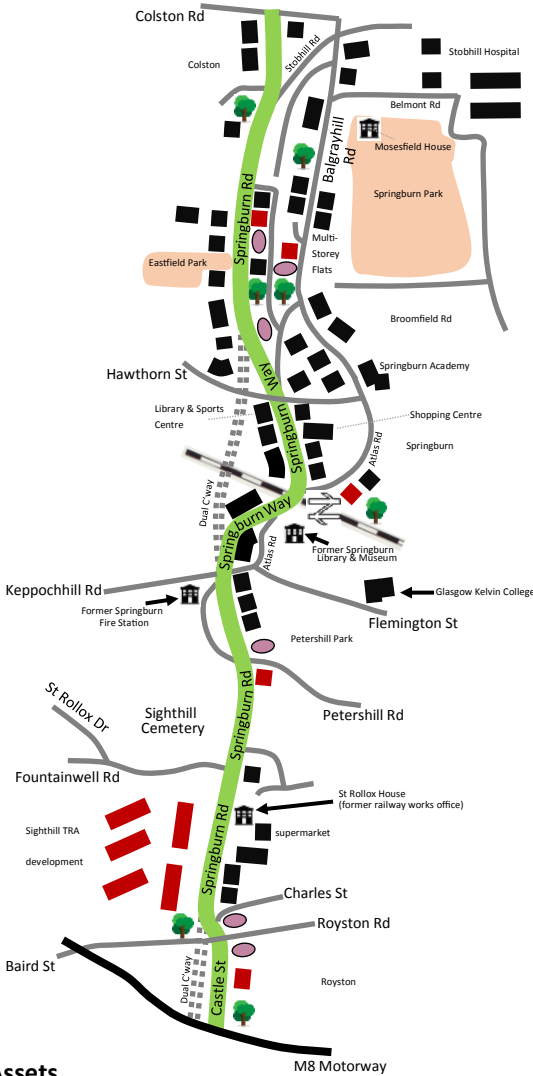 Colston Rd
Colston
Stobhill Rd
Stobhill Hospital
Belmont Rd
Balgrayhill
Rd
Mosesfield House
Springburn Park
Springburn Rd
Multi-
Storey
Flats
Eastfield Park
Broomfield Rd
Springburn Academy
Hawthorn St
Springburn Way
Library & Sports
Centre
Shopping Centre
Springburn
Atlas Rd
Dual C'way
Springburn Way
Atlas Rd
Former Springburn
Library & Museum
Keppochhill Rd
Glasgow Kelvin College
Former Springburn
Fire Station
Flemington St
Petershill Park
Springburn Rd
St Rollox Dr
Sighthill
Cemetery
Petershill Rd
Fountainwell Rd
St Rollox House
(former railway works office)
Springburn Rd
Sighthill TRA
development
supermarket
Charles St
Royston Rd
Baird St
Dual C'way
Castle St
Royston
M8 Motorway
Assets